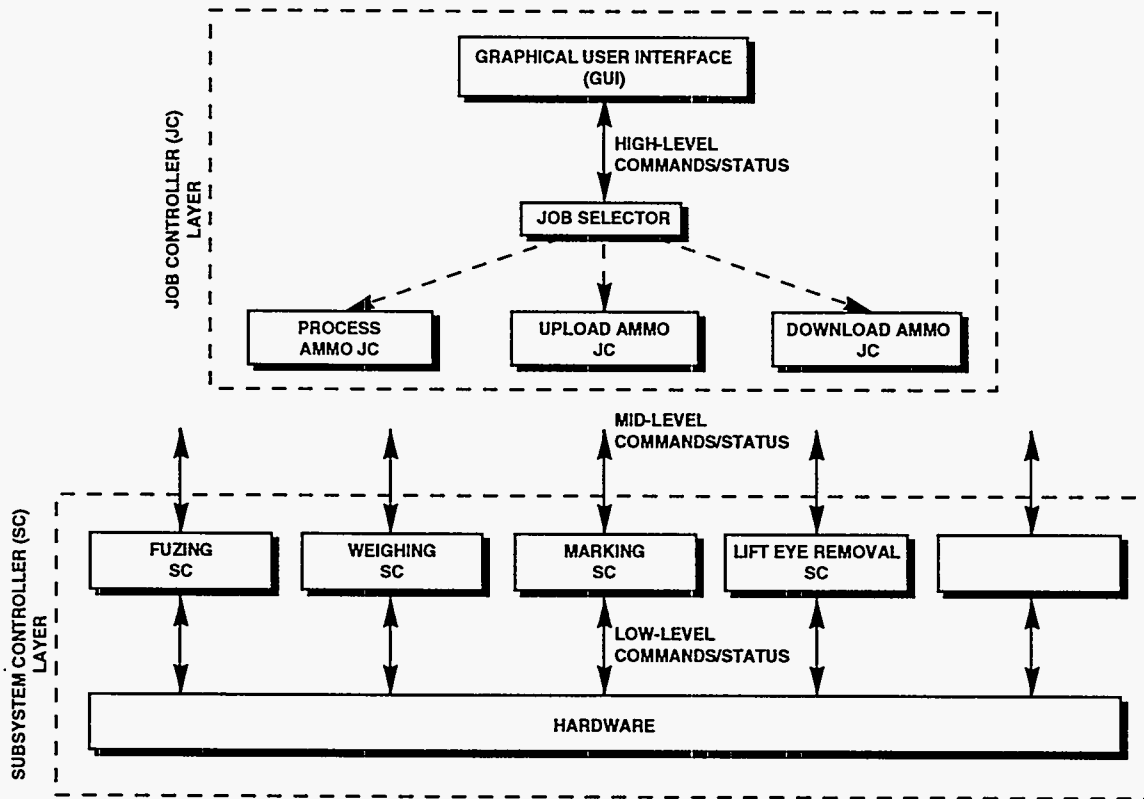 GRAPHICAL USER INTERFACE
(GUI)
HIGH-LEVEL
COMMANDS/STATUS
JOB CONTROLLER (JC)
LAYER
JOB SELECTOR
PROCESS
AMMO JC
UPLOAD AMMO
JC
DOWNLOAD AMMO
JC
MID-LEVEL
COMMANDS/STATUS
SUBSYSTEM CONTROLLER (SC)
LAYER
FUZING
SC
WEIGHING
SC
MARKING
SC
LIFT EYE REMOVAL
SC
LOW-LEVEL
COMMANDS/STATUS
HARDWARE